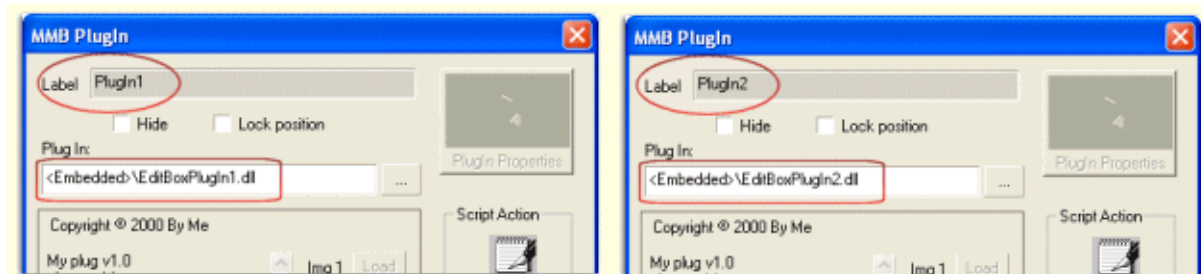 MMB PlugIn
Label PlugIn1
Hide Lock position
Plug In:
<Embedded>\EditBoxPlugIn1.dll ...
PlugIn Properties
Copyright © 2000 By Me
My plug v1.0
Img 1 Load
Script Action
MMB PlugIn
Label PlugIn2
Hide Lock position
Plug In:
<Embedded>\EditBoxPlugIn2.dll ...
PlugIn Properties
Copyright © 2000 By Me
My plug v1.0
Img 1 Load
Script Action